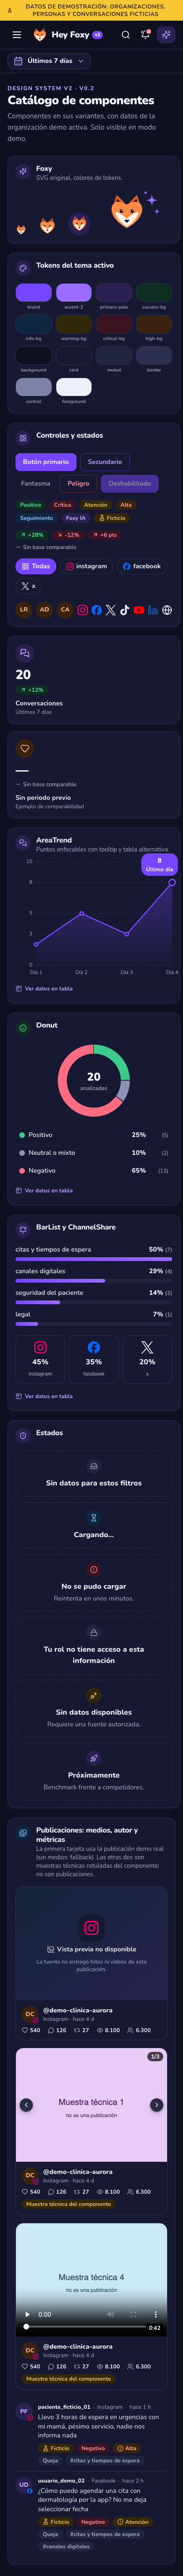 DATOS DE DEMOSTRACIÓN: ORGANIZACIONES,
PERSONAS Y CONVERSACIONES FICTICIAS
Hey Foxy v2
Últimos 7 días
DESIGN SYSTEM V2 · V0.2
Catálogo de componentes
Componentes en sus variantes, con datos de la
organización demo activa. Solo visible en modo
demo.
Foxy
SVG original, colores de tokens.
Tokens del tema activo
brand
accent-2
primary-pale
success-bg
info-bg
warning-bg
critical-bg
high-bg
background
card
muted
border
control
foreground
Controles y estados
Botón primario
Secundario
Fantasma
Peligro
Deshabilitado
Positivo
Crítica
Atención
Alta
Seguimiento
Foxy IA
Ficticio
+28%
-12%
+6 pts
— Sin base comparable
Todas
instagram
facebook
x
LR
AD
CA
20
+12%
Conversaciones
Últimos 7 días
—
— Sin base comparable
Sin periodo previo
Ejemplo de comparabilidad
AreaTrend
Puntos enfocables con tooltip y tabla alternativa.
8
Último día
10
8
5
3
0
Día 1
Día 2
Día 3
Día 4
Ver datos en tabla
Donut
20
analizadas
Positivo 25% (5)
Neutral o mixto 10% (2)
Negativo 65% (13)
Ver datos en tabla
BarList y ChannelShare
citas y tiempos de espera 50% (7)
canales digitales 29% (4)
seguridad del paciente 14% (2)
legal 7% (1)
45%
instagram
35%
facebook
20%
x
Ver datos en tabla
Estados
Sin datos para estos filtros
Cargando...
No se pudo cargar
Reintenta en unos minutos.
Tu rol no tiene acceso a esta
información
Sin datos disponibles
Requiere una fuente autorizada.
Próximamente
Benchmark frente a competidores.
Publicaciones: medios, autor y
métricas
La primera tarjeta usa la publicación demo real
(sin medios: fallback). Las otras dos son
muestras técnicas rotuladas del componente;
no son publicaciones.
Vista previa no disponible
La fuente no entregó fotos ni videos de esta
publicación.
DC
@demo-clinica-aurora
Instagram · hace 4 d
540 126 27 8.100 6.300
1/3
Muestra técnica 1
no es una publicación
DC
@demo-clinica-aurora
Instagram · hace 4 d
540 126 27 8.100 6.300
Muestra técnica del componente
Muestra técnica 4
no es una publicación
0:00
0:42
DC
@demo-clinica-aurora
Instagram · hace 4 d
540 126 27 8.100 6.300
Muestra técnica del componente
PF
paciente_ficticio_01 · Instagram · hace 1 h
Llevo 3 horas de espera en urgencias con
mi mamá, pésimo servicio, nadie nos
informa nada
Ficticio
Negativo
Alta
Queja
#citas y tiempos de espera
UD
usuario_demo_02 · Facebook · hace 2 h
¿Cómo puedo agendar una cita con
dermatología por la app? No me deja
seleccionar fecha
Ficticio
Negativo
Atención
Queja
#citas y tiempos de espera
#canales digitales